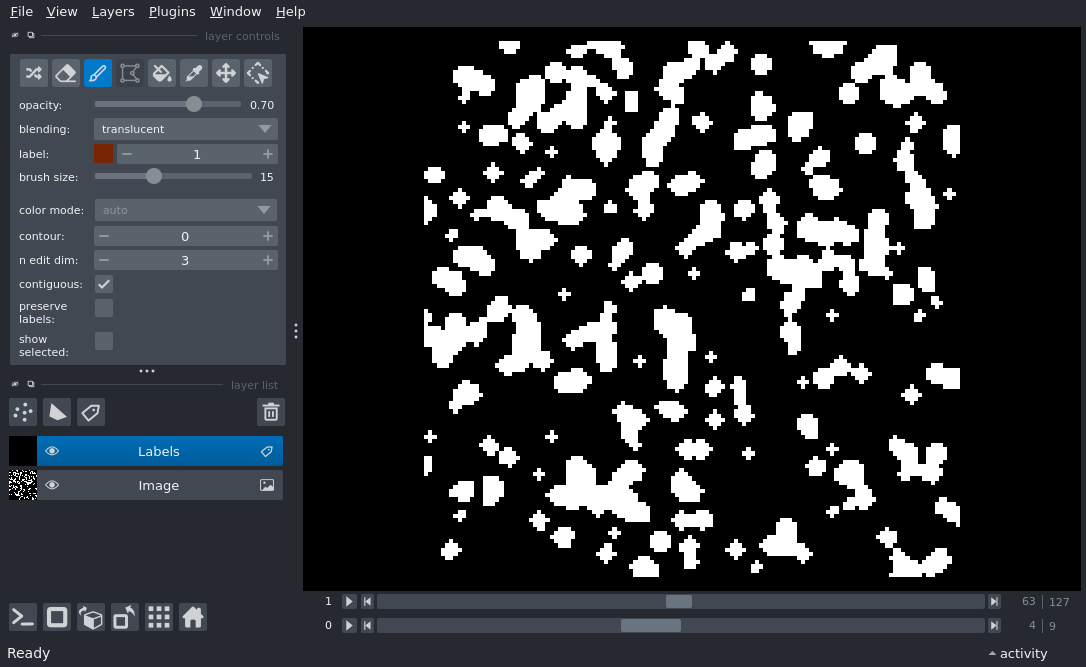 File View Layers Plugins Window Help
layer controls
opacity: 0.70
blending: translucent
label: 1
brush size: 15
color mode: auto
contour: 0
n edit dim: 3
contiguous:
preserve
labels:
show
selected:
layer list
Labels
Image
1 63 127
0 4 9
Ready
activity